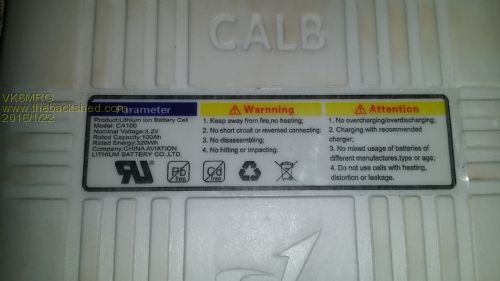 CALB
VK6MRG
www.thebackshed.com
2016/1/22
Parameter
Product:Lithium Ion Battery Cell
Model: CA100
Nominal Voltage:3.2V
Rated Capacity:100Ah
Rated Energy:320Wh
Company:CHINA AVIATION
LITHIUM BATTERY CO.,LTD.
Pb
free
Cd
free
Warnning
1. Keep away from fire,no heating;
2. No short circuit or reversed connecting;
3. No disassembling;
4. No hitting or impacting.
Attention
1. No overcharging/overdischarging;
2. Charging with recommended
charger;
3. No mixed usage of batteries of
different manufactures,type or age;
4. Do not use cells with heating,
distortion or leakage.